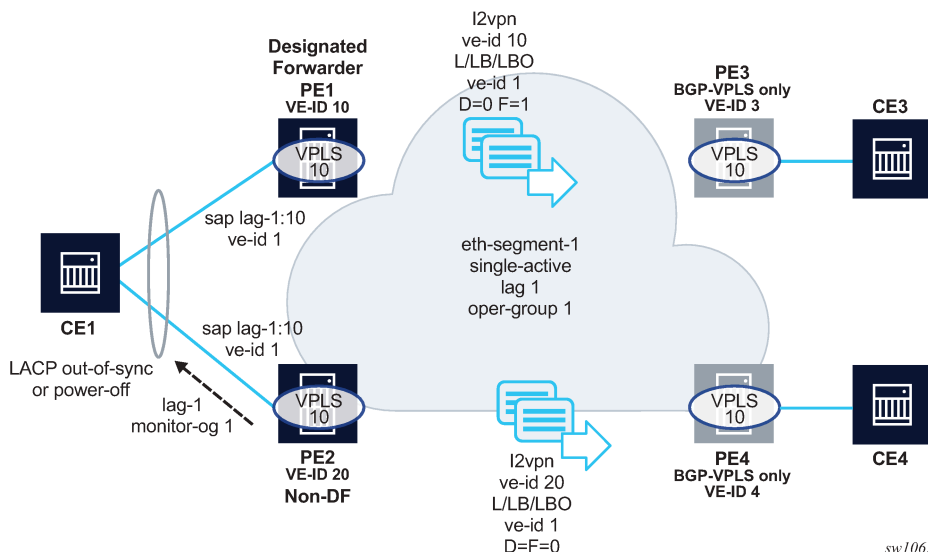 l2vpn
ve-id 10
L/LB/LBO
ve-id 1
D=0 F=1
Designated
Forwarder
PE1
VE-ID 10
VPLS
10
PE3
BGP-VPLS only
VE-ID 3
VPLS
10
CE3
sap lag-1:10
ve-id 1
eth-segment-1
single-active
lag 1
oper-group 1
CE1
sap lag-1:10
ve-id 1
LACP out-of-sync
or power-off
lag-1
monitor-og 1
VPLS
10
PE2
VE-ID 20
Non-DF
l2vpn
ve-id 20
L/LB/LBO
ve-id 1
D=F=0
VPLS
10
PE4
BGP-VPLS only
VE-ID 4
CE4